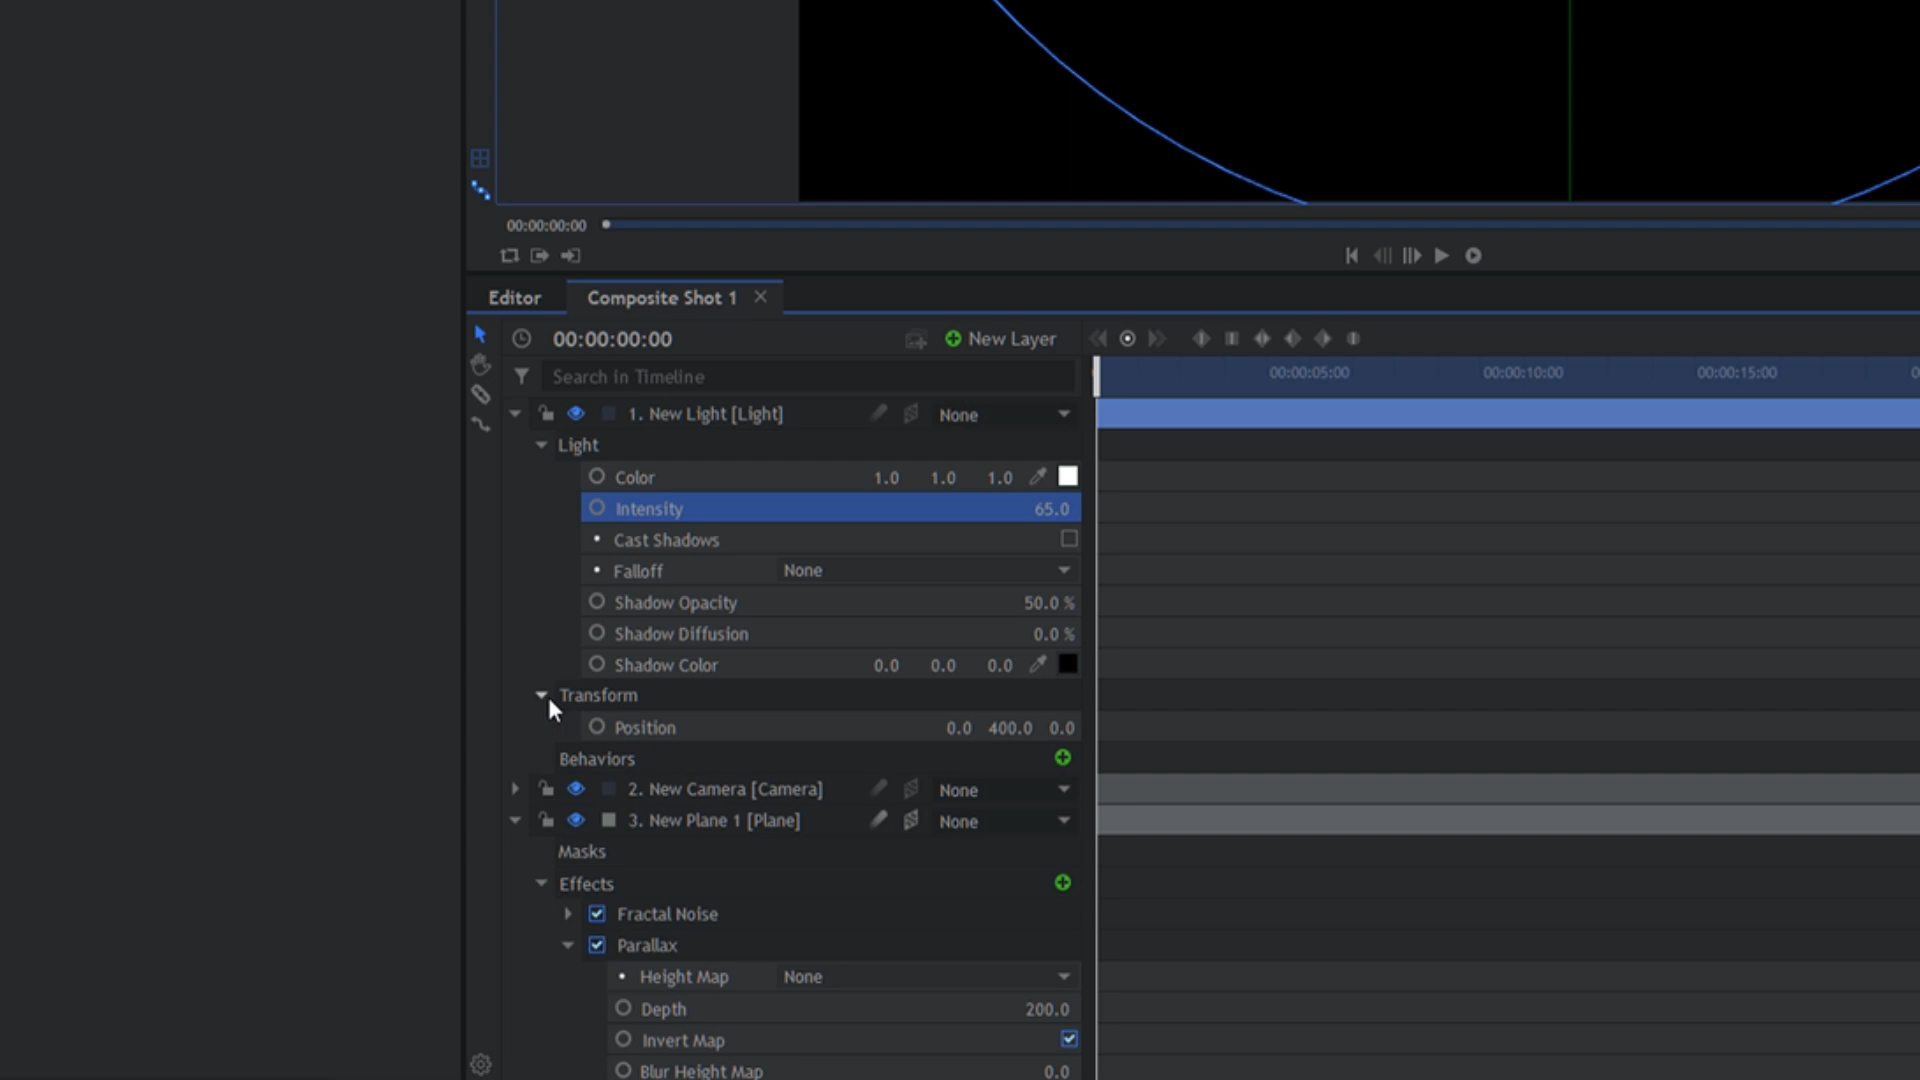 00:00:00:00
Editor
Composite Shot 1
00:00:00:00
New Layer
Search in Timeline
00:00:05:00 00:00:10:00 00:00:15:00 0
1. New Light [Light] None
Light
Color 1.0 1.0 1.0
Intensity 65.0
Cast Shadows
Falloff None
Shadow Opacity 50.0 %
Shadow Diffusion 0.0 %
Shadow Color 0.0 0.0 0.0
Transform
Position 0.0 400.0 0.0
Behaviors
2. New Camera [Camera] None
3. New Plane 1 [Plane] None
Masks
Effects
Fractal Noise
Parallax
Height Map None
Depth 200.0
Invert Map
Blur Height Map 0.0